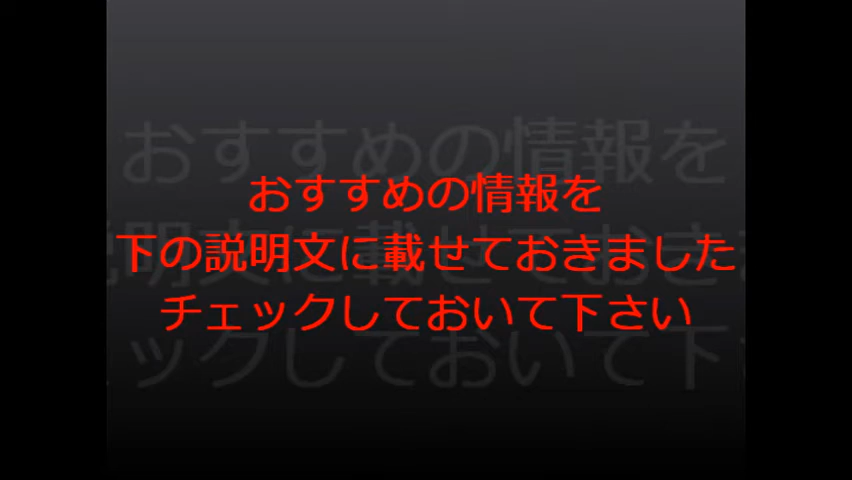 おすすめの情報を
下の説明文に載せておきました
チェックしておいて下さい